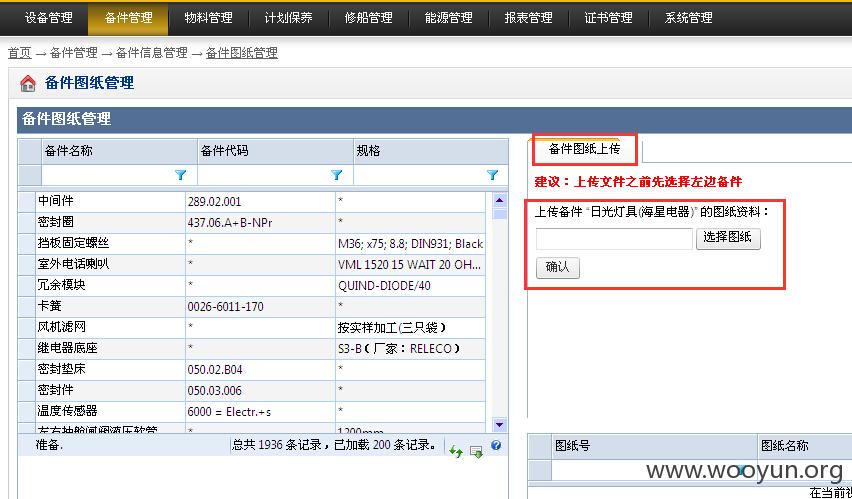 设备管理 备件管理 物料管理 计划保养 修船管理 能源管理 报表管理 证书管理 系统管理
首页 → 备件管理 → 备件信息管理 → 备件图纸管理
备件图纸管理
备件图纸管理
备件名称 备件代码 规格
中间件 289.02.001 *
密封圈 437.06.A+B-NPr *
挡板固定螺丝 * M36; x75; 8.8; DIN931; Black
室外电话喇叭 * VML 1520 15 WAIT 20 OH...
冗余模块 * QUIND-DIODE/40
卡簧 0026-6011-170 *
风机滤网 * 按实样加工(三只袋)
继电器底座 * S3-B(厂家:RELECO)
密封垫床 050.02.B04 *
密封件 050.03.006 *
温度传感器 6000 = Electr.+s *
左右抽舱闸阀液压软管 * 1200mm
准备. 总共 1936 条记录,已加载 200 条记录。
备件图纸上传
建议:上传文件之前先选择左边备件
上传备件 "日光灯具(海星电器)" 的图纸资料:
选择图纸
确认
图纸号 图纸名称
www.wooyun.org
在当前视